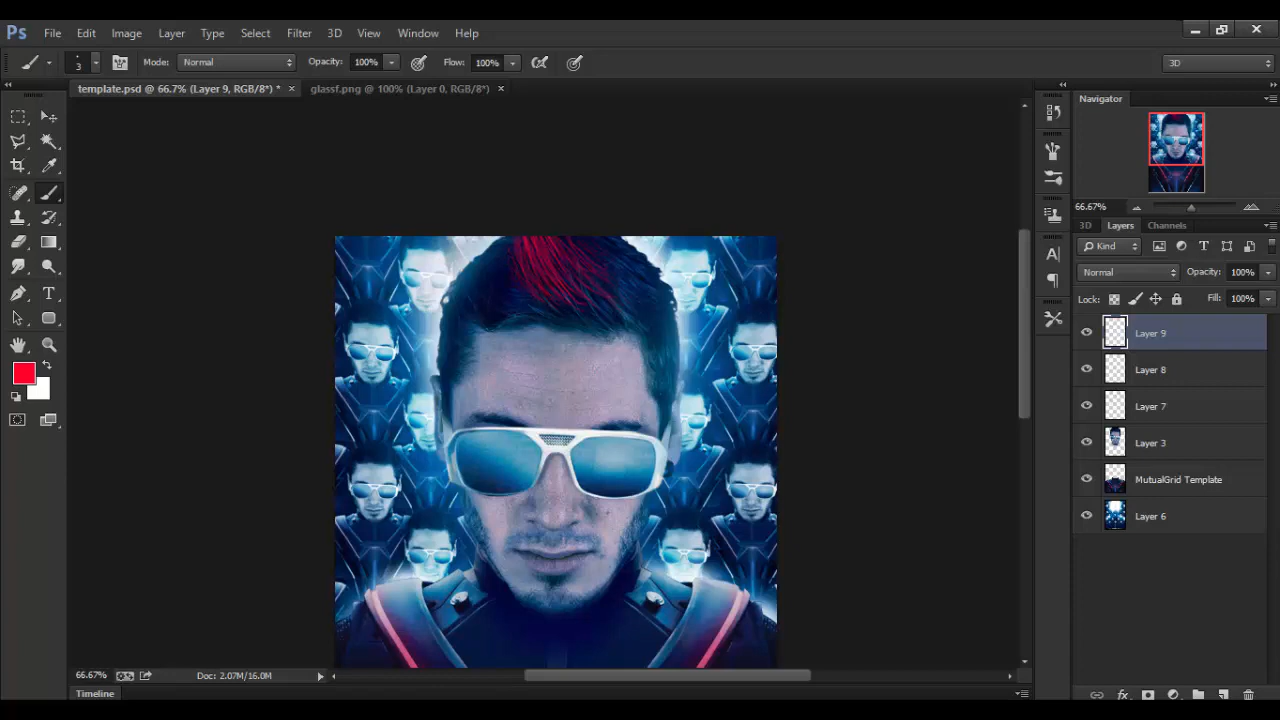 Ps File Edit Image Layer Type Select Filter 3D View Window Help
3 Mode: Normal Opacity: 100% Flow: 100% 3D
template.psd @ 66.7% (Layer 9, RGB/8*) * × glassf.png @ 100% (Layer 0, RGB/8*) ×
Navigator
66.67%
3D Layers Channels
Kind
Normal Opacity: 100%
Lock: Fill: 100%
Layer 9
Layer 8
Layer 7
Layer 3
MutualGrid Template
Layer 6
66.67% Doc: 2.07M/16.0M
Timeline